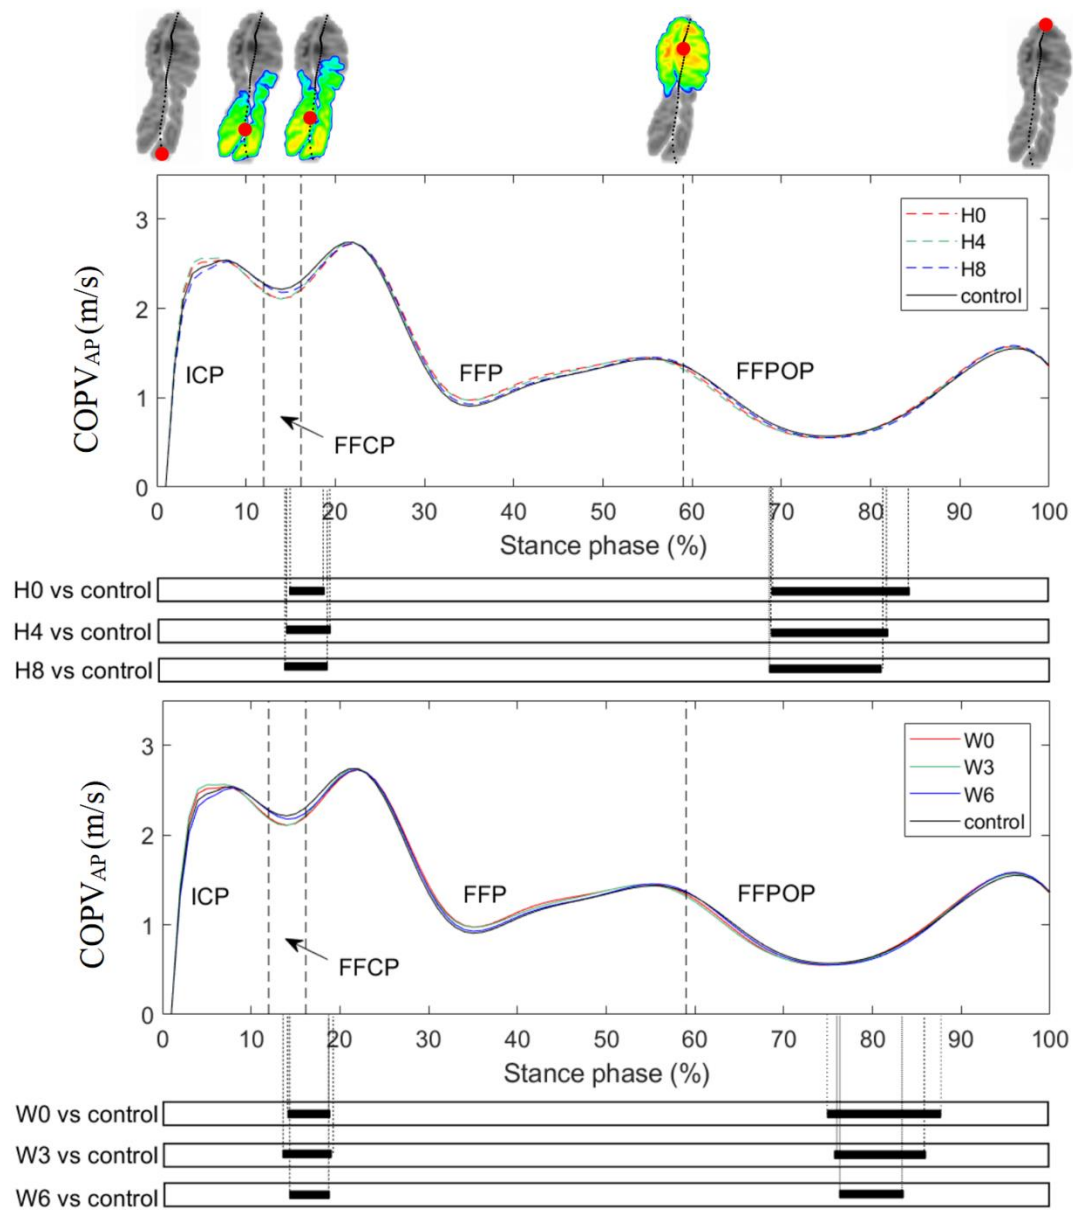 3
2
1
0
COPV_AP (m/s)
H0
H4
H8
control
ICP
FFP
FFPOP
FFCP
0 10 20 30 40 50 60 70 80 90 100
Stance phase (%)
H0 vs control
H4 vs control
H8 vs control
3
2
1
0
COPV_AP (m/s)
W0
W3
W6
control
ICP
FFP
FFPOP
FFCP
0 10 20 30 40 50 60 70 80 90 100
Stance phase (%)
W0 vs control
W3 vs control
W6 vs control